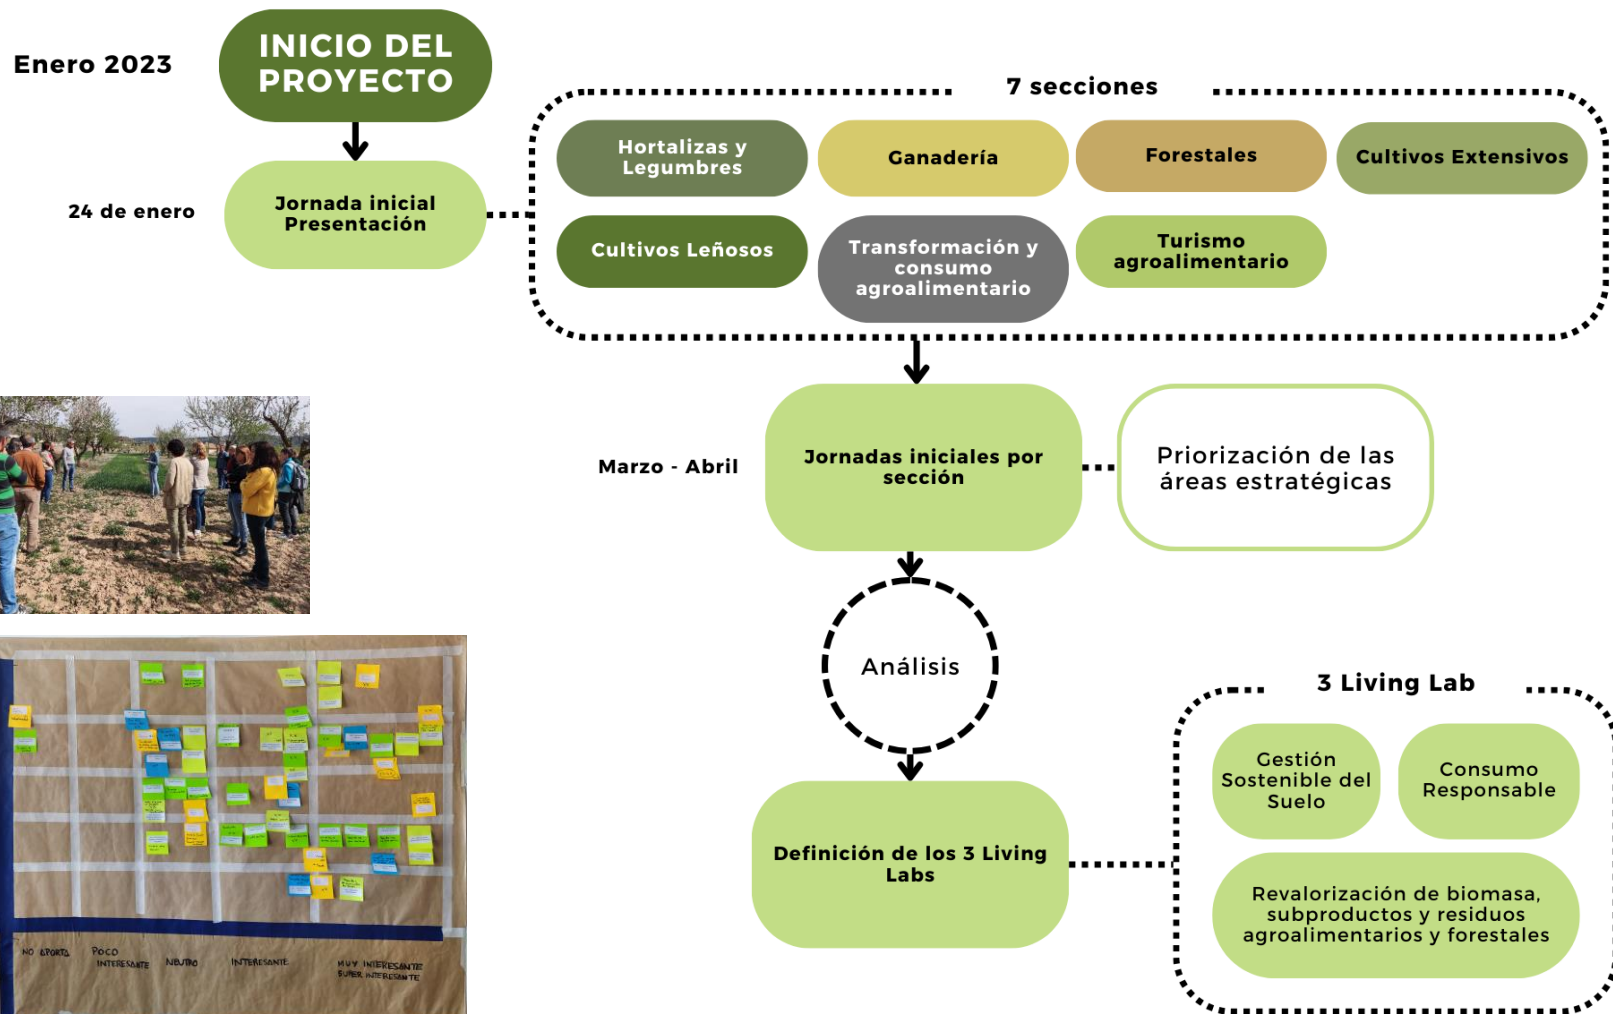 Enero 2023
INICIO DEL
PROYECTO
24 de enero
Jornada inicial
Presentación
7 secciones
Hortalizas y
Legumbres
Ganadería
Forestales
Cultivos Extensivos
Cultivos Leñosos
Transformación y
consumo
agroalimentario
Turismo
agroalimentario
Marzo - Abril
Jornadas iniciales por
sección
Priorización de las
áreas estratégicas
Análisis
Definición de los 3 Living
Labs
3 Living Lab
Gestión
Sostenible del
Suelo
Consumo
Responsable
Revalorización de biomasa,
subproductos y residuos
agroalimentarios y forestales
NO APORTA
POCO
INTERESANTE
NEUTRO
INTERESANTE
MUY INTERESANTE
SUPER INTERESANTE